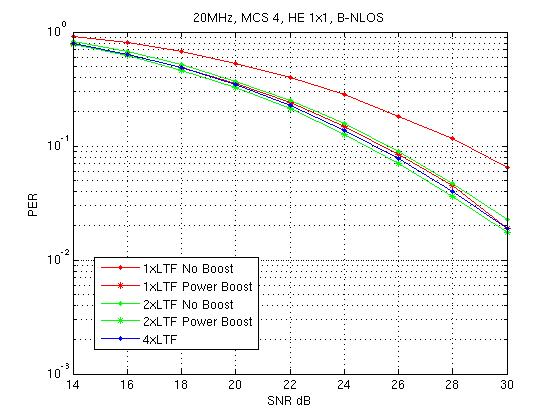 20MHz, MCS 4, HE 1x1, B-NLOS
10^0
10^-1
10^-2
10^-3
PER
1xLTF No Boost
1xLTF Power Boost
2xLTF No Boost
2xLTF Power Boost
4xLTF
14 16 18 20 22 24 26 28 30
SNR dB